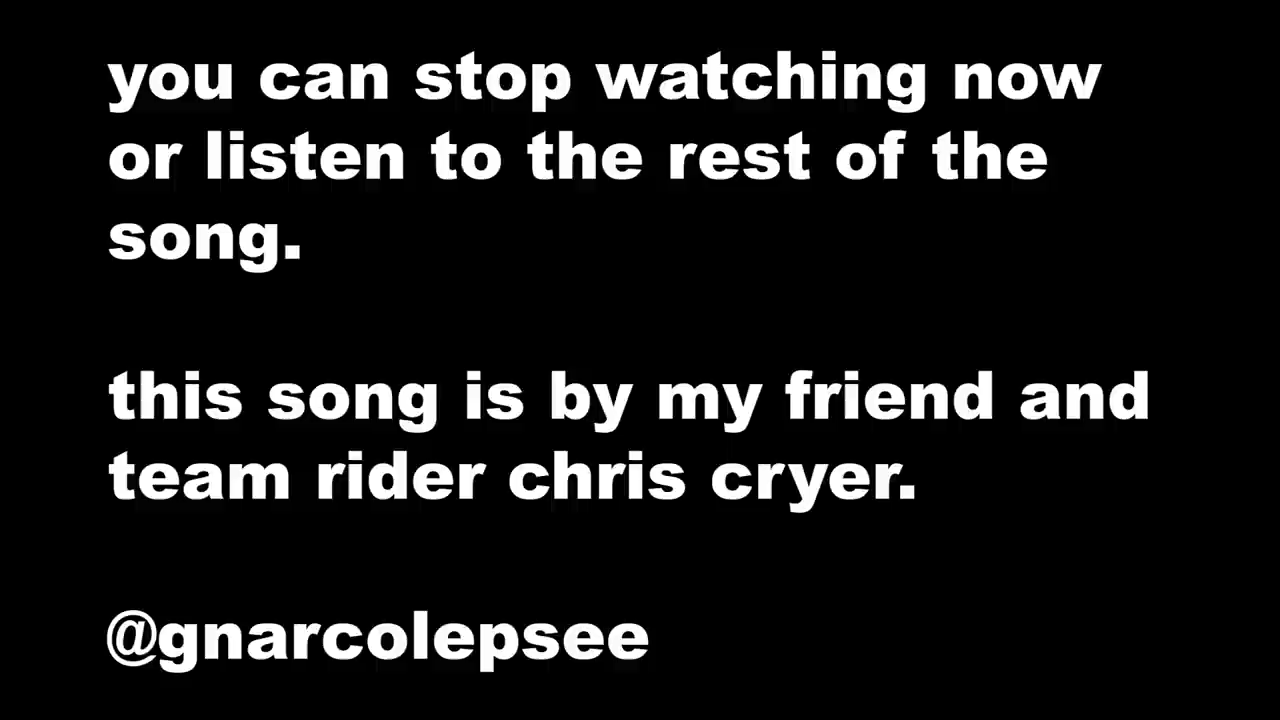 you can stop watching now
or listen to the rest of the
song.
this song is by my friend and
team rider chris cryer.
@gnarcolepsee